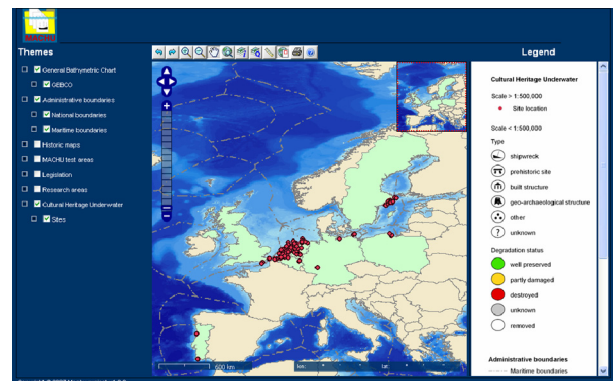 MACHU
Themes
General Bathymetric Chart
GEBCO
Administrative boundaries
National boundaries
Maritime boundaries
Historic maps
MACHU test areas
Legislation
Research areas
Cultural Heritage Underwater
Sites
600 km
lon:
lat:
Legend
Cultural Heritage Underwater
Scale > 1:500,000
Site location
Scale < 1:500,000
Type
shipwreck
prehistoric site
built structure
geo-archaeological structure
other
? unknown
Degradation status
well preserved
partly damaged
destroyed
unknown
removed
Administrative boundaries
Maritime boundaries